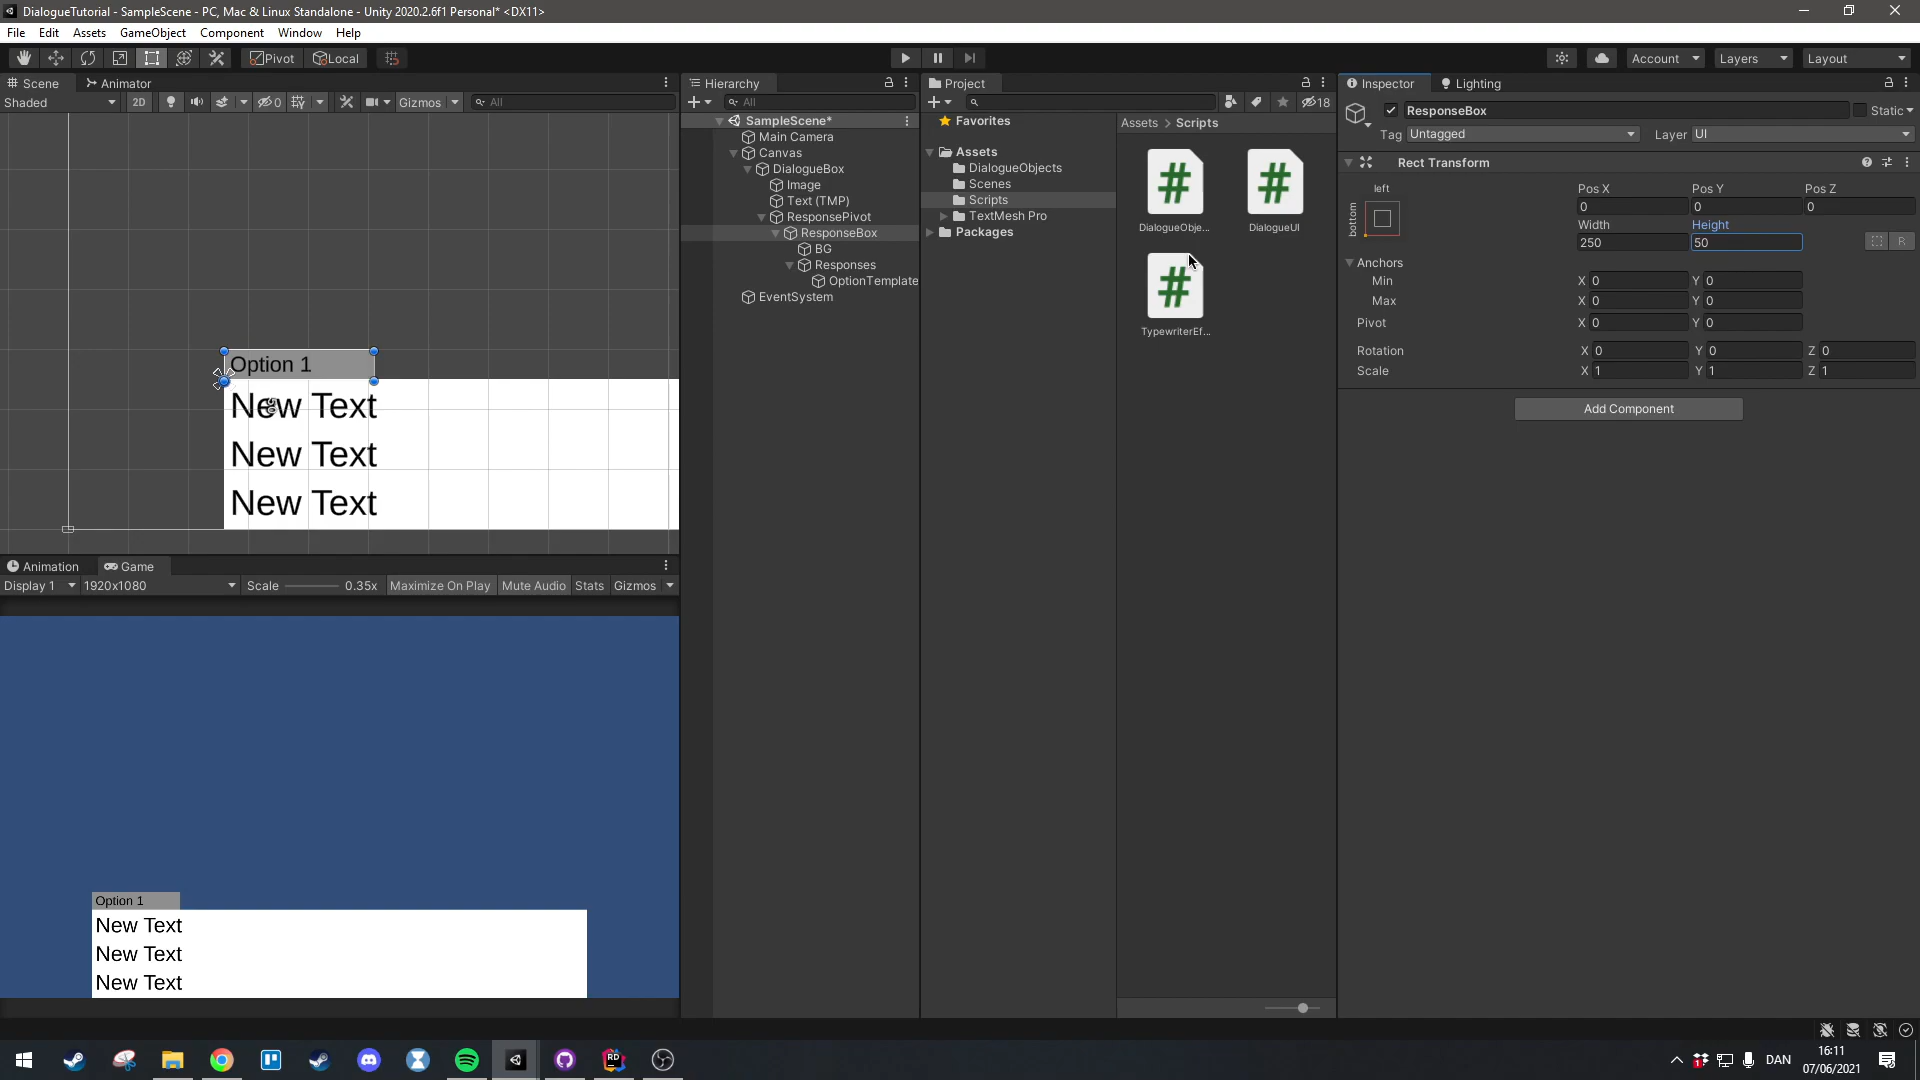 DialogueTutorial - SampleScene - PC, Mac & Linux Standalone - Unity 2020.2.6f1 Personal* <DX11>
File Edit Assets GameObject Component Window Help
Pivot Local Account Layers Layout
Scene Animator
Shaded 2D Gizmos All
Option 1
New Text
New Text
New Text
Animation Game
Display 1 1920x1080 Scale 0.35x Maximize On Play Mute Audio Stats Gizmos
Option 1
New Text
New Text
New Text
Hierarchy
All
SampleScene*
Main Camera
Canvas
DialogueBox
Image
Text (TMP)
ResponsePivot
ResponseBox
BG
Responses
OptionTemplate
EventSystem
Project
18
Favorites
Assets
DialogueObjects
Scenes
Scripts
TextMesh Pro
Packages
Assets > Scripts
# #
DialogueObje... DialogueUI
#
TypewriterEf...
Inspector Lighting
ResponseBox Static
Tag Untagged Layer UI
Rect Transform
left Pos X Pos Y Pos Z
bottom 0 0 0
Width Height
250 50 R
Anchors
Min X 0 Y 0
Max X 0 Y 0
Pivot X 0 Y 0
Rotation X 0 Y 0 Z 0
Scale X 1 Y 1 Z 1
Add Component
RD DAN 16:11
07/06/2021